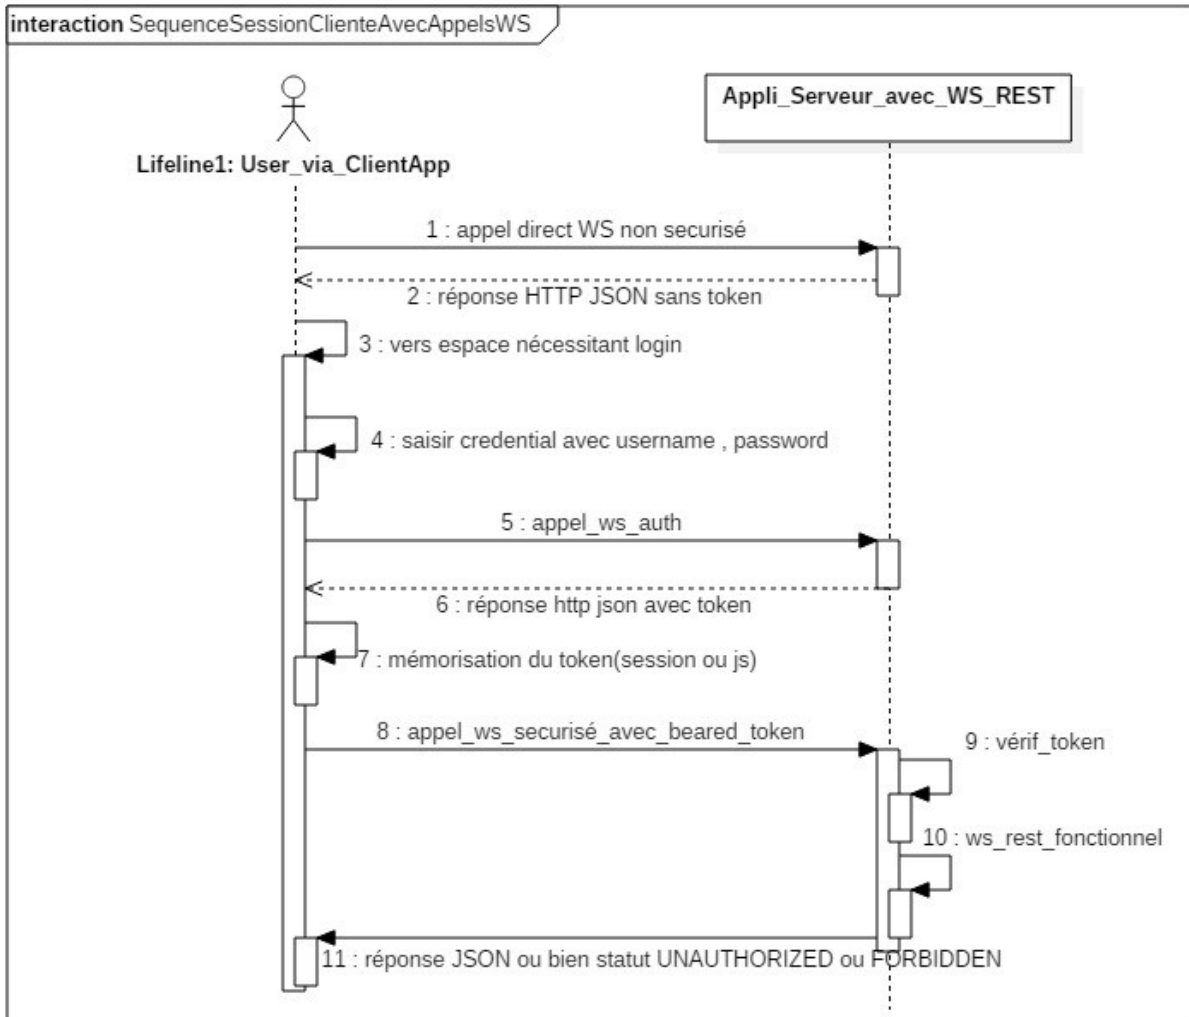 interaction SequenceSessionClienteAvecAppelsWS
Appli_Serveur_avec_WS_REST
Lifeline1: User_via_ClientApp
1 : appel direct WS non securisé
2 : réponse HTTP JSON sans token
3 : vers espace nécessitant login
4 : saisir credential avec username , password
5 : appel_ws_auth
6 : réponse http json avec token
7 : mémorisation du token(session ou js)
8 : appel_ws_securisé_avec_beared_token
9 : vérif_token
10 : ws_rest_fonctionnel
11 : réponse JSON ou bien statut UNAUTHORIZED ou FORBIDDEN